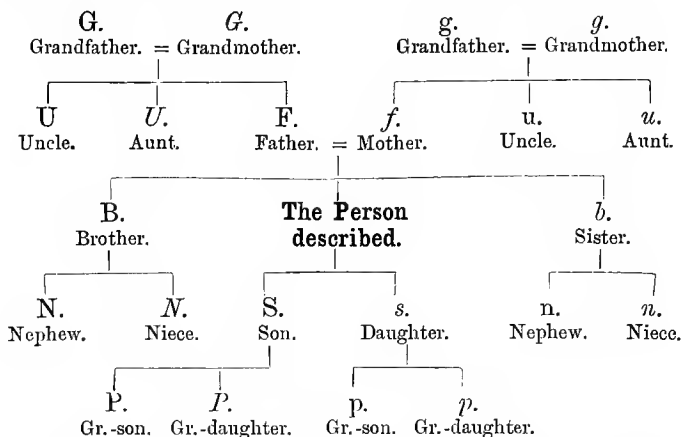 G. G. g. g.
Grandfather. = Grandmother. Grandfather. = Grandmother.
U U. F. f. u. u.
Uncle. Aunt. Father. = Mother. Uncle. Aunt.
B. The Person described. b.
Brother. Sister.
N. N. S. s. n. n.
Nephew. Niece. Son. Daughter. Nephew. Niece.
P. P. p. p.
Gr.-son. Gr.-daughter. Gr.-son. Gr.-daughter.